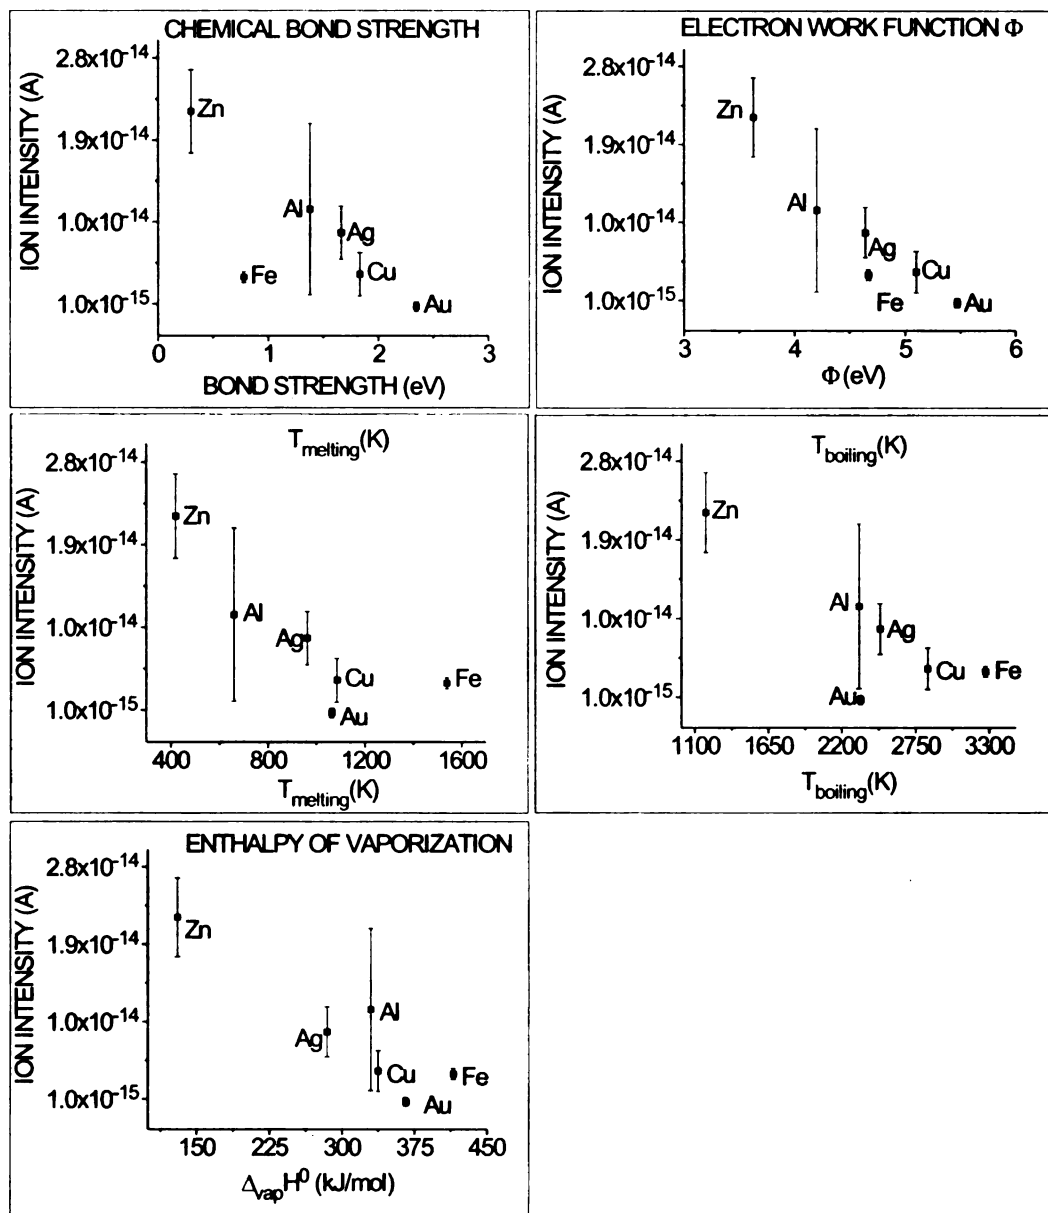 CHEMICAL BOND STRENGTH
ION INTENSITY (A)
2.8x10⁻¹⁴
1.9x10⁻¹⁴
1.0x10⁻¹⁴
1.0x10⁻¹⁵
Zn
Al
Ag
Fe
Cu
Au
0 1 2 3
BOND STRENGTH (eV)
ELECTRON WORK FUNCTION Φ
ION INTENSITY (A)
2.8x10⁻¹⁴
1.9x10⁻¹⁴
1.0x10⁻¹⁴
1.0x10⁻¹⁵
Zn
Al
Ag
Cu
Fe
Au
3 4 5 6
Φ (eV)
T_melting(K)
ION INTENSITY (A)
2.8x10⁻¹⁴
1.9x10⁻¹⁴
1.0x10⁻¹⁴
1.0x10⁻¹⁵
Zn
Al
Ag
Cu
Fe
Au
400 800 1200 1600
T_melting(K)
T_boiling(K)
ION INTENSITY (A)
2.8x10⁻¹⁴
1.9x10⁻¹⁴
1.0x10⁻¹⁴
1.0x10⁻¹⁵
Zn
Al
Ag
Cu
Fe
Au
1100 1650 2200 2750 3300
T_boiling(K)
ENTHALPY OF VAPORIZATION
ION INTENSITY (A)
2.8x10⁻¹⁴
1.9x10⁻¹⁴
1.0x10⁻¹⁴
1.0x10⁻¹⁵
Zn
Al
Ag
Cu
Fe
Au
150 225 300 375 450
Δ_vap H⁰ (kJ/mol)